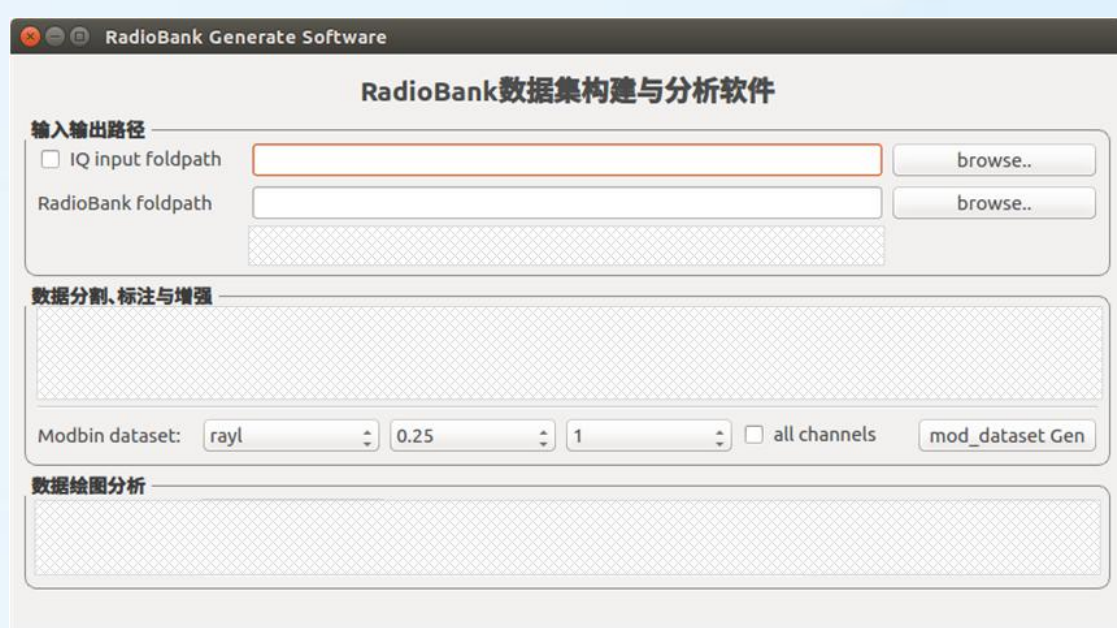 RadioBank Generate Software
RadioBank数据集构建与分析软件
输入输出路径
IQ input foldpath browse..
RadioBank foldpath browse..
数据分割、标注与增强
Modbin dataset: rayl 0.25 1 all channels mod_dataset Gen
数据绘图分析